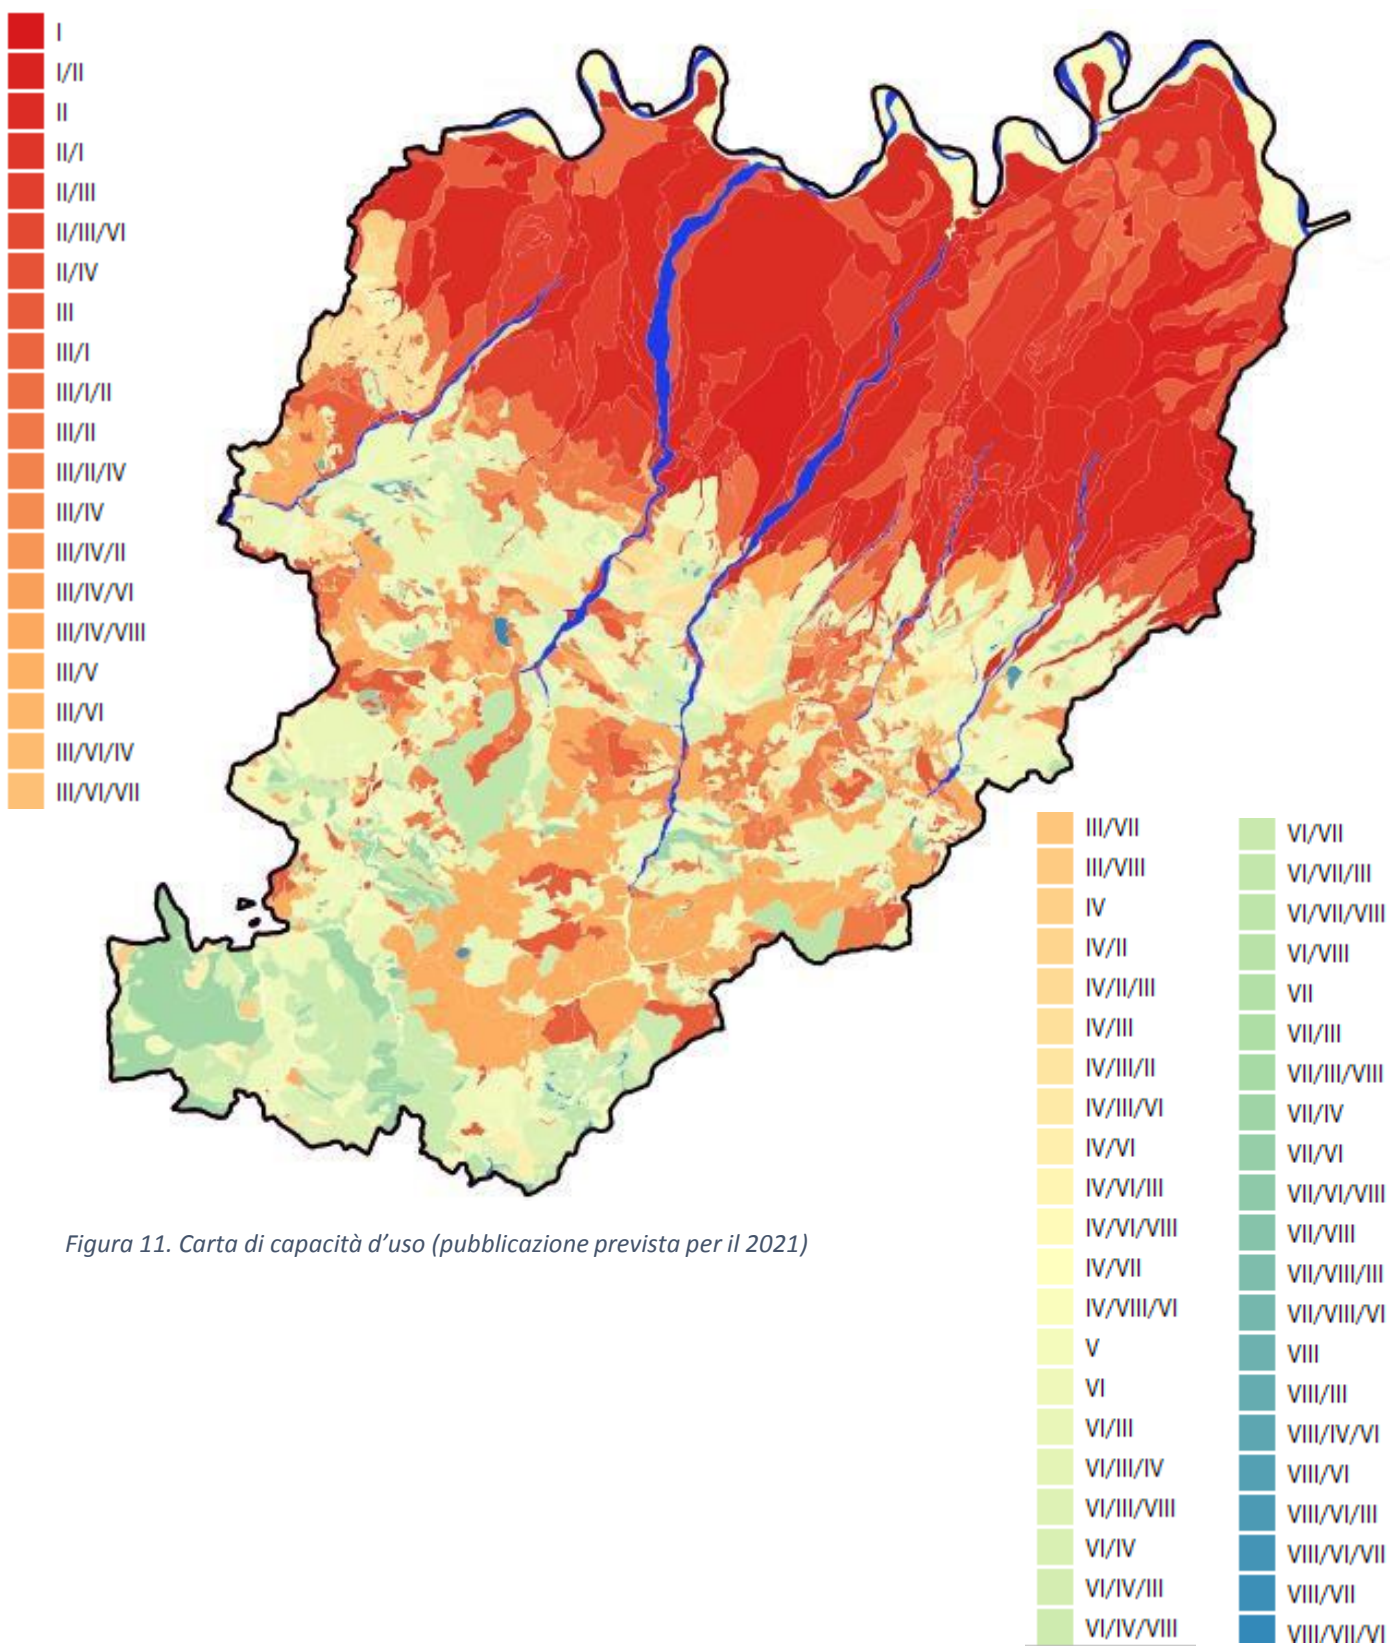 I
I/II
II
II/I
II/III
II/III/VI
II/IV
III
III/I
III/I/II
III/II
III/II/IV
III/IV
III/IV/II
III/IV/VI
III/IV/VIII
III/V
III/VI
III/VI/IV
III/VI/VII
III/VII
III/VIII
IV
IV/II
IV/II/III
IV/III
IV/III/II
IV/III/VI
IV/VI
IV/VI/III
IV/VI/VIII
IV/VII
IV/VIII/VI
V
VI
VI/III
VI/III/IV
VI/III/VIII
VI/IV
VI/IV/III
VI/IV/VIII
VI/VII
VI/VII/III
VI/VII/VIII
VI/VIII
VII
VII/III
VII/III/VIII
VII/IV
VII/VI
VII/VI/VIII
VII/VIII
VII/VIII/III
VII/VIII/VI
VIII
VIII/III
VIII/IV/VI
VIII/VI
VIII/VI/III
VIII/VI/VII
VIII/VII
VIII/VII/VI
Figura 11. Carta di capacità d'uso (pubblicazione prevista per il 2021)